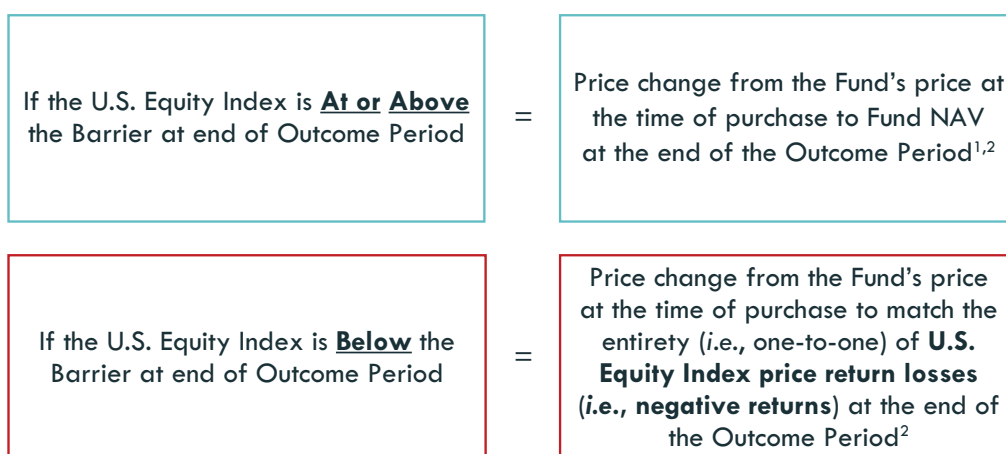 If the U.S. Equity Index is At or Above
the Barrier at end of Outcome Period
=
Price change from the Fund's price at
the time of purchase to Fund NAV
at the end of the Outcome Period1,2
If the U.S. Equity Index is Below the
Barrier at end of Outcome Period
=
Price change from the Fund's price
at the time of purchase to match the
entirety (i.e., one-to-one) of U.S.
Equity Index price return losses
(i.e., negative returns) at the end of
the Outcome Period2